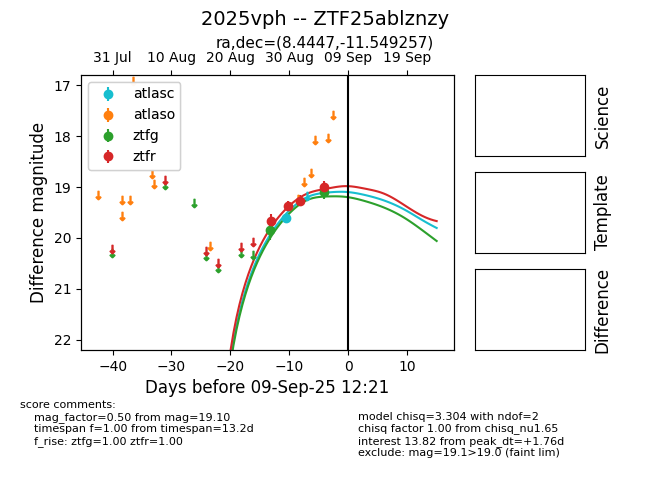 2025vph -- ZTF25ablznzy
ra,dec=(8.4447,-11.549257)
31 Jul 10 Aug 20 Aug 30 Aug 09 Sep 19 Sep
atlasc
atlaso
ztfg
ztfr
17
18
19
20
21
22
Difference magnitude
−40 −30 −20 −10 0 10
Days before 09-Sep-25 12:21
Science
Template
Difference
score comments:
mag_factor=0.50 from mag=19.10
timespan f=1.00 from timespan=13.2d
f_rise: ztfg=1.00 ztfr=1.00
model chisq=3.304 with ndof=2
chisq factor 1.00 from chisq_nu1.65
interest 13.82 from peak_dt=+1.76d
exclude: mag=19.1>19.0 (faint lim)